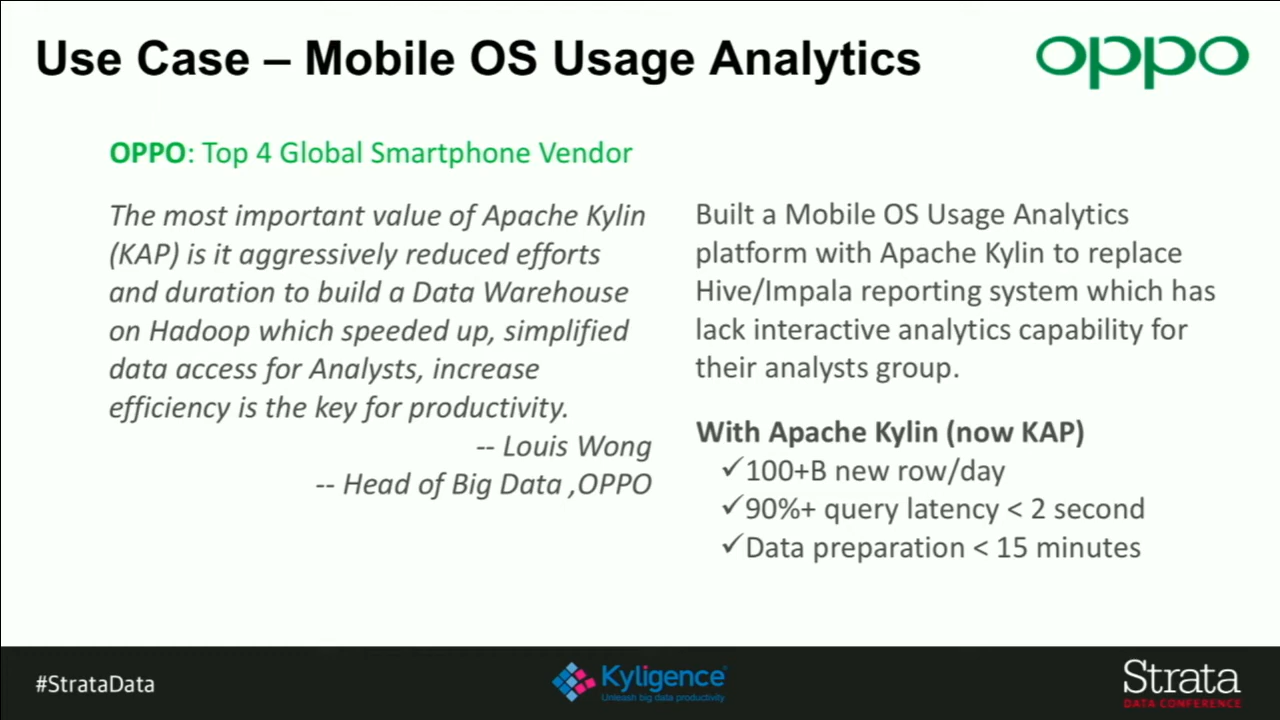 Use Case – Mobile OS Usage Analytics
oppo
OPPO: Top 4 Global Smartphone Vendor
The most important value of Apache Kylin
(KAP) is it aggressively reduced efforts
and duration to build a Data Warehouse
on Hadoop which speeded up, simplified
data access for Analysts, increase
efficiency is the key for productivity.
-- Louis Wong
-- Head of Big Data ,OPPO
Built a Mobile OS Usage Analytics
platform with Apache Kylin to replace
Hive/Impala reporting system which has
lack interactive analytics capability for
their analysts group.
With Apache Kylin (now KAP)
✓100+B new row/day
✓90%+ query latency < 2 second
✓Data preparation < 15 minutes
#StrataData
Kyligence
Unleash big data productivity
Strata
DATA CONFERENCE